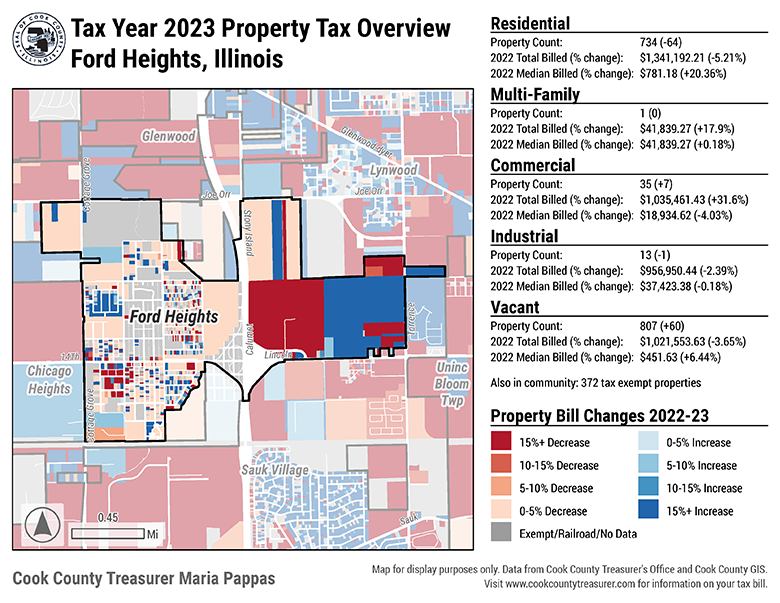 Tax Year 2023 Property Tax Overview
Ford Heights, Illinois
SEAL OF COOK COUNTY
ILLINOIS
Glenwood
Glenwood-dyer
Lynwood
Cottage Grove
Joe Orr
Joe Orr
Stony Island
Ford Heights
Calumet
Torrence
Lincoln
14Th
Chicago
Heights
Cottage Grove
Uninc
Bloom
Twp
Sauk Village
Sauk
0.45
Mi
Residential
Property Count: 734 (-64)
2022 Total Billed (% change): $1,341,192.21 (-5.21%)
2022 Median Billed (% change): $781.18 (+20.36%)
Multi-Family
Property Count: 1 (0)
2022 Total Billed (% change): $41,839.27 (+17.9%)
2022 Median Billed (% change): $41,839.27 (+0.18%)
Commercial
Property Count: 35 (+7)
2022 Total Billed (% change): $1,035,461.43 (+31.6%)
2022 Median Billed (% change): $18,934.62 (-4.03%)
Industrial
Property Count: 13 (-1)
2022 Total Billed (% change): $956,950.44 (-2.39%)
2022 Median Billed (% change): $37,423.38 (-0.18%)
Vacant
Property Count: 807 (+60)
2022 Total Billed (% change): $1,021,553.63 (-3.65%)
2022 Median Billed (% change): $451.63 (+6.44%)
Also in community: 372 tax exempt properties
Property Bill Changes 2022-23
15%+ Decrease 0-5% Increase
10-15% Decrease 5-10% Increase
5-10% Decrease 10-15% Increase
0-5% Decrease 15%+ Increase
Exempt/Railroad/No Data
Cook County Treasurer Maria Pappas
Map for display purposes only. Data from Cook County Treasurer's Office and Cook County GIS.
Visit www.cookcountytreasurer.com for information on your tax bill.